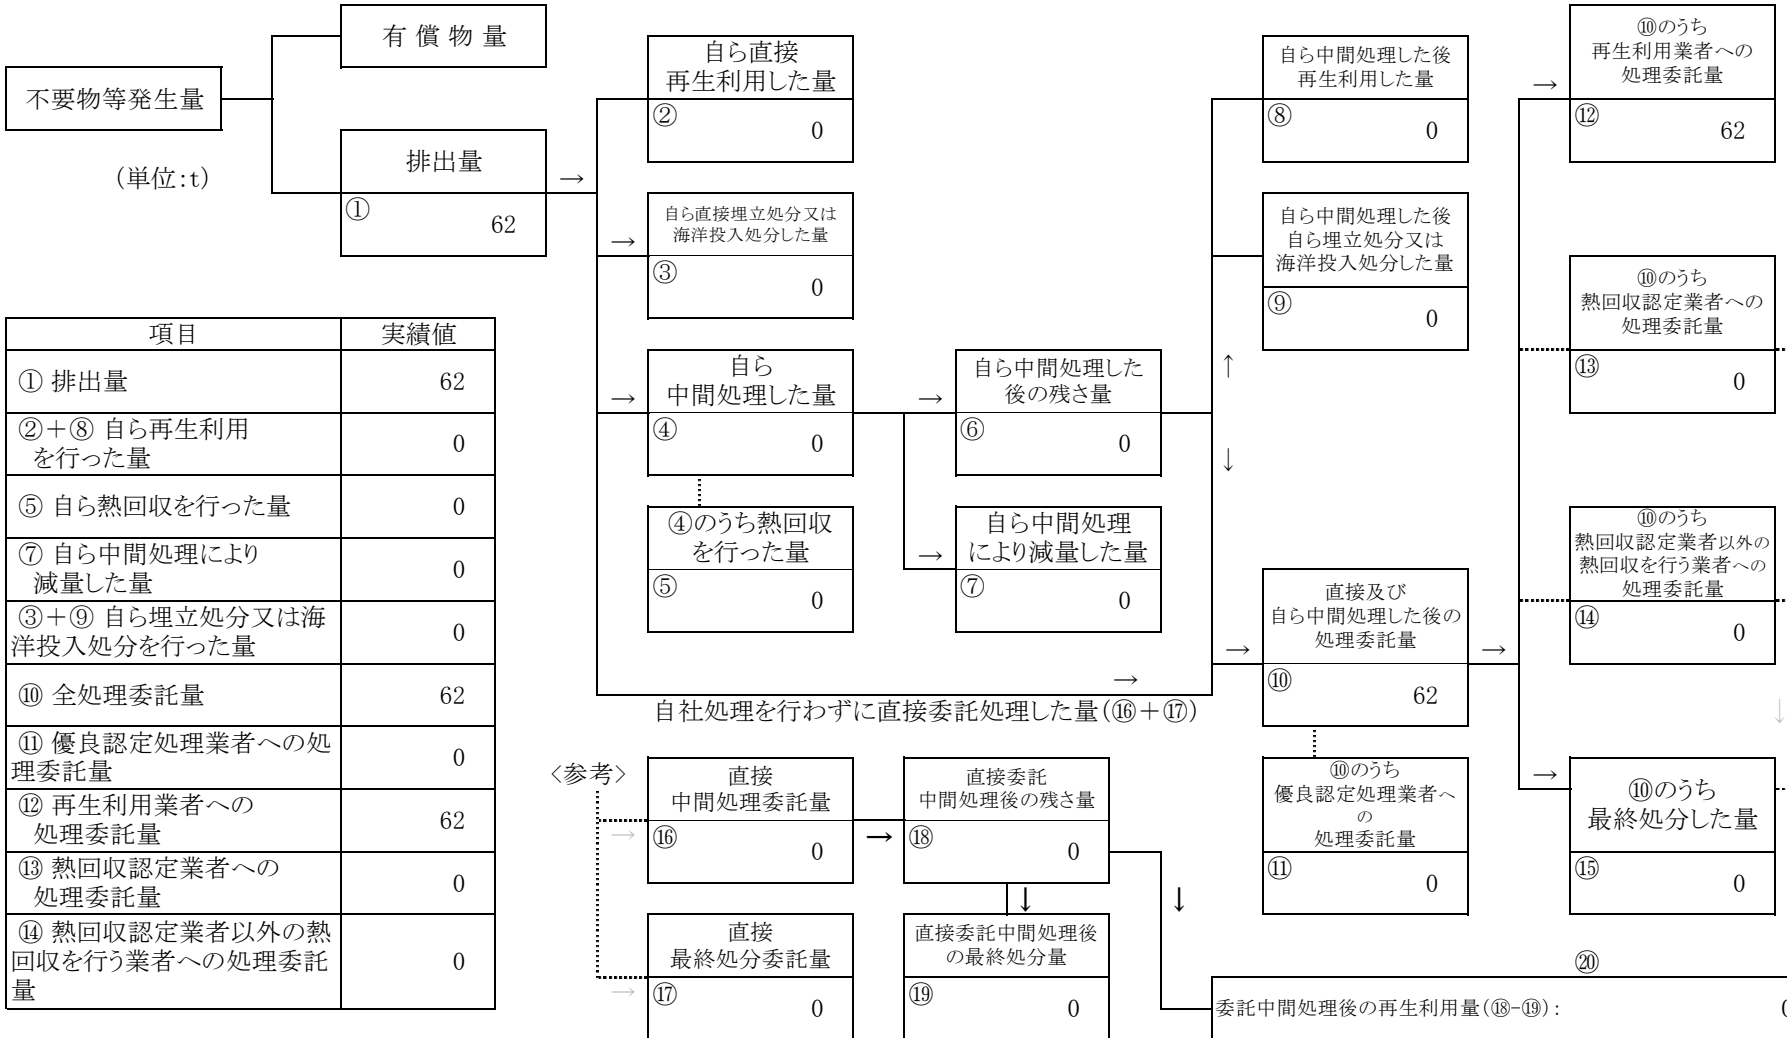 不要物等発生量
有 償 物 量
(単位:t)
排出量
①
62
→
自ら直接
再生利用した量
②
0
→
自ら直接埋立処分又は
海洋投入処分した量
③
0
→
自ら
中間処理した量
④
0
④のうち熱回収
を行った量
⑤
0
→
自ら中間処理した
後の残さ量
⑥
0
→
自ら中間処理
により減量した量
⑦
0
自ら中間処理した後
再生利用した量
⑧
0
自ら中間処理した後
自ら埋立処分又は
海洋投入処分した量
⑨
0
↑
↓
→
直接及び
自ら中間処理した後の
処理委託量
⑩
62
→
⑩のうち
優良認定処理業者へ
の
処理委託量
⑪
0
→
⑩のうち
再生利用業者への
処理委託量
⑫
62
⑩のうち
熱回収認定業者への
処理委託量
⑬
0
⑩のうち
熱回収認定業者以外の
熱回収を行う業者への
処理委託量
⑭
0
↓
→
⑩のうち
最終処分した量
⑮
0
→
自社処理を行わずに直接委託処理した量(⑯+⑰)
項目 実績値
① 排出量 62
②+⑧ 自ら再生利用
を行った量 0
⑤ 自ら熱回収を行った量 0
⑦ 自ら中間処理により
減量した量 0
③+⑨ 自ら埋立処分又は海
洋投入処分を行った量 0
⑩ 全処理委託量 62
⑪ 優良認定処理業者への処
理委託量 0
⑫ 再生利用業者への
処理委託量 62
⑬ 熱回収認定業者への
処理委託量 0
⑭ 熱回収認定業者以外の熱
回収を行う業者への処理委託
量 0
<参考>
→
直接
中間処理委託量
⑯
0
→
直接委託
中間処理後の残さ量
⑱
0
↓
↓
→
直接
最終処分委託量
⑰
0
直接委託中間処理後
の最終処分量
⑲
0
⑳
委託中間処理後の再生利用量(⑱-⑲): 0